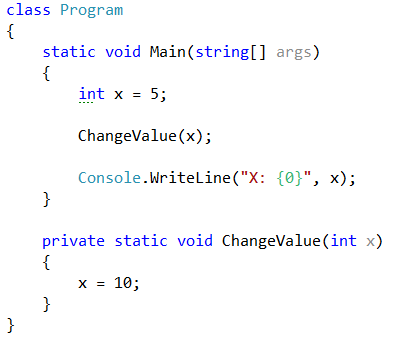 class Program
{
    static void Main(string[] args)
    {
        int x = 5;

        ChangeValue(x);

        Console.WriteLine("X: {0}", x);
    }

    private static void ChangeValue(int x)
    {
        x = 10;
    }
}